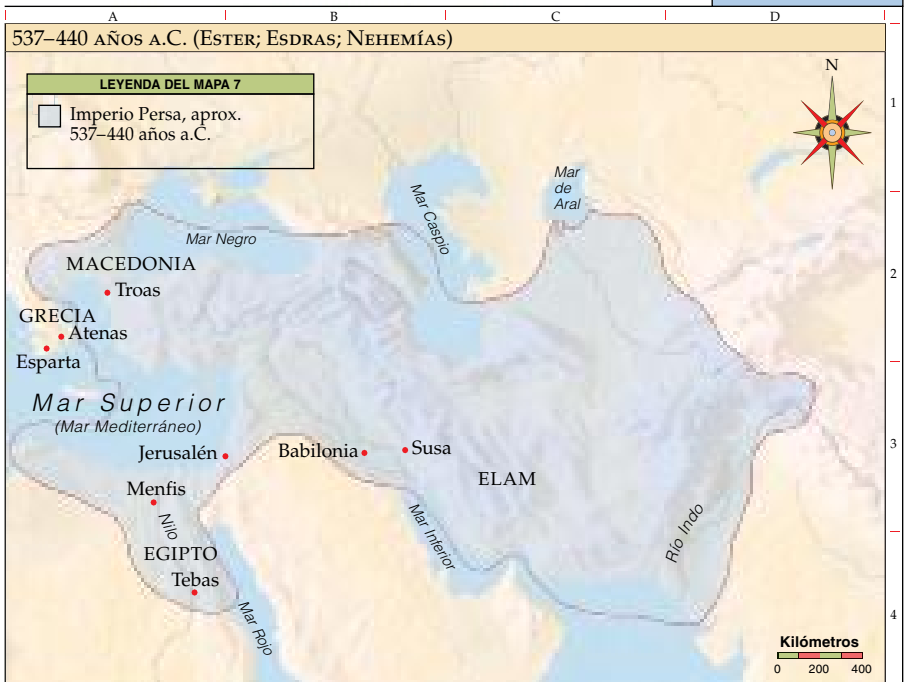 A B C D
537–440 AÑOS A.C. (ESTER; ESDRAS; NEHEMÍAS)
LEYENDA DEL MAPA 7
Imperio Persa, aprox.
537–440 años a.C.
N
1
Mar
de
Aral
Mar Caspio
Mar Negro
MACEDONIA
2
Troas
GRECIA
Atenas
Esparta
Mar Superior
(Mar Mediterráneo)
Jerusalén
Babilonia
Susa
3
ELAM
Menfis
Nilo
Mar Inferior
Río Indo
EGIPTO
Tebas
Mar Rojo
4
Kilómetros
0 200 400